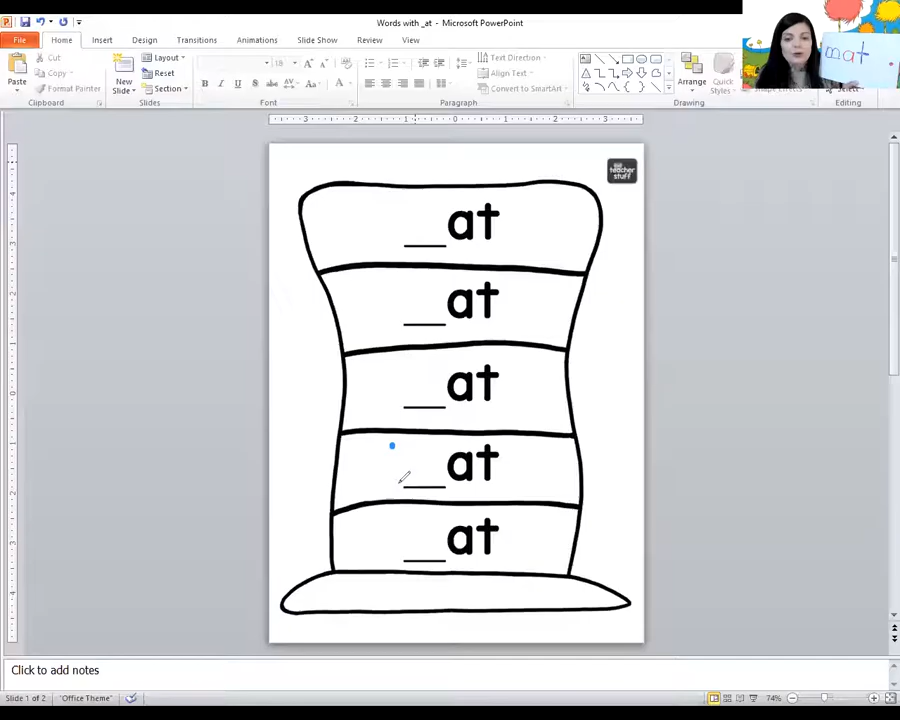 Words with _at - Microsoft PowerPoint
File Home Insert Design Transitions Animations Slide Show Review View
Paste
Cut
Copy
Format Painter
Clipboard
New
Slide
Layout
Reset
Section
Slides
18
Font
Text Direction
Align Text
Convert to SmartArt
Paragraph
Arrange
Quick
Styles
Drawing
Select
Editing
mat.
teacher
stuff
__at
__at
__at
__at
__at
Click to add notes
Slide 1 of 2 "Office Theme" 74%